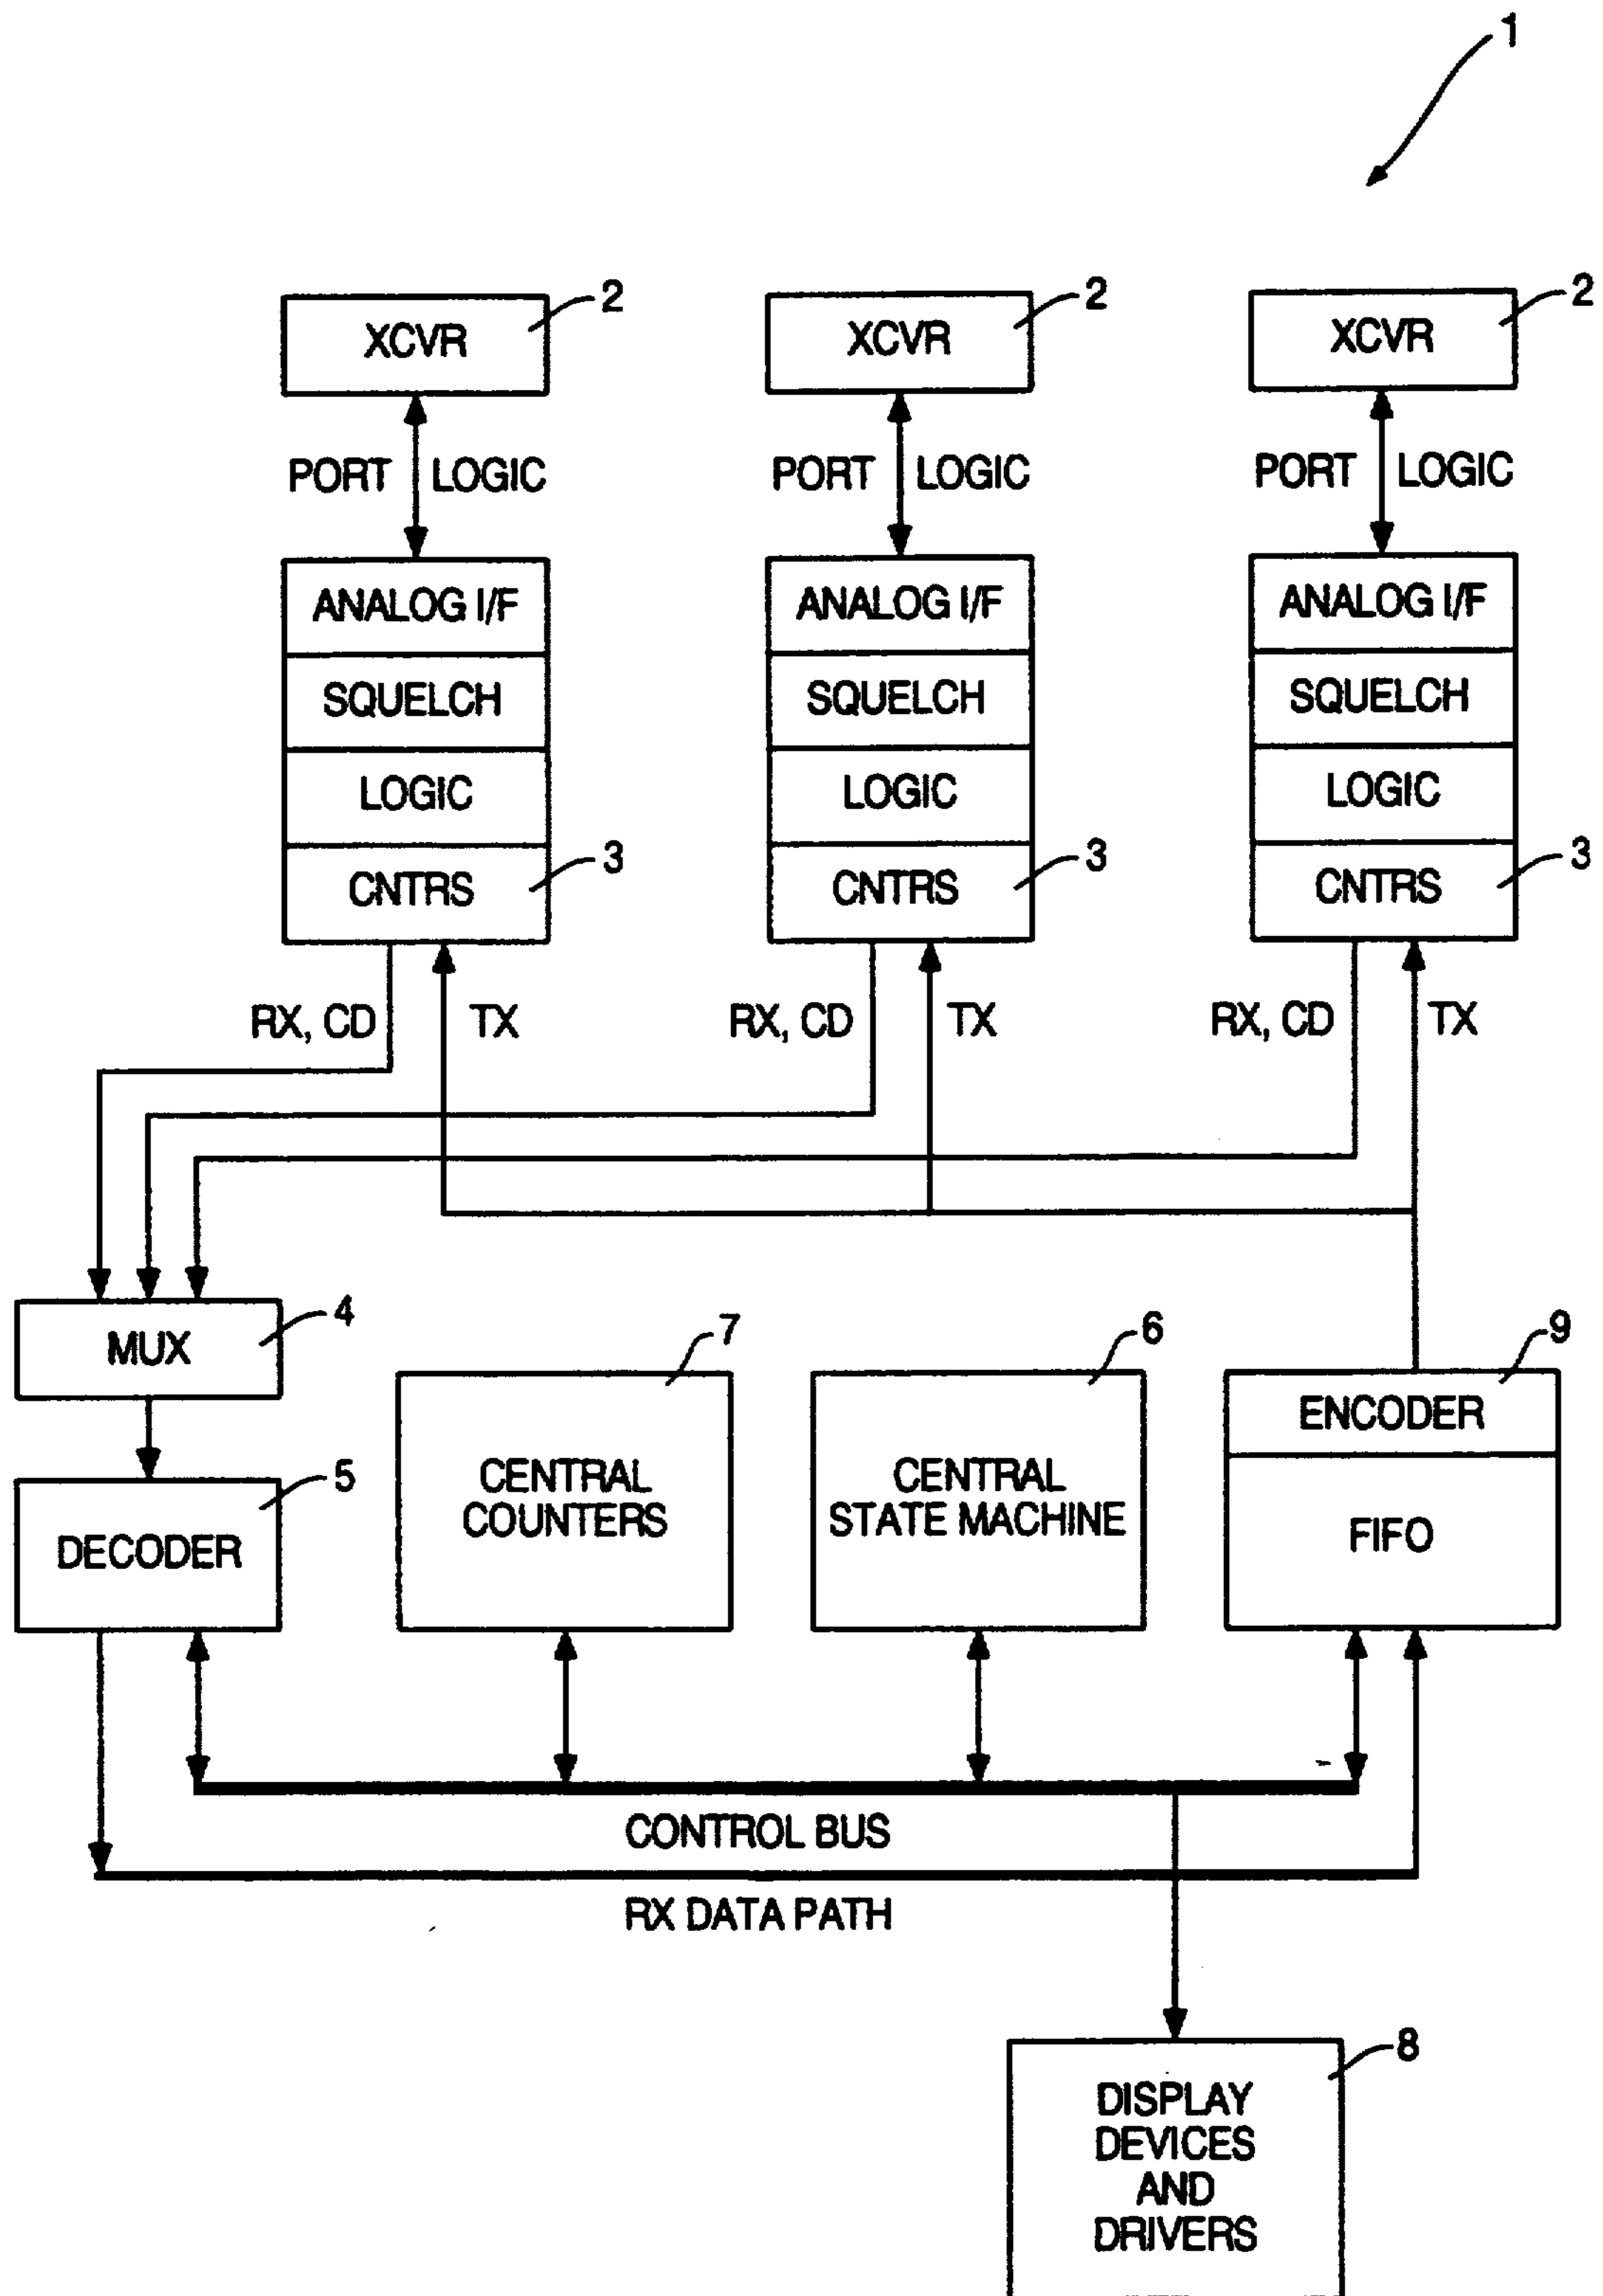 1
2 2 2
XCVR XCVR XCVR
PORT LOGIC PORT LOGIC PORT LOGIC
ANALOG I/F ANALOG I/F ANALOG I/F
SQUELCH SQUELCH SQUELCH
LOGIC LOGIC LOGIC
3 3 3
CNTRS CNTRS CNTRS
RX, CD TX RX, CD TX RX, CD TX
4 7 6 9
MUX
ENCODER
5
CENTRAL
COUNTERS
CENTRAL
STATE MACHINE
DECODER
FIFO
CONTROL BUS
RX DATA PATH
8
DISPLAY
DEVICES
AND
DRIVERS